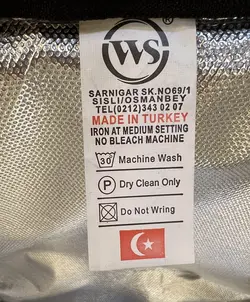 WS
SARNIGAR SK.NO69/1
SISLI/OSMANBEY
TEL(0212)343 02 07
MADE IN TURKEY
IRON AT MEDIUM SETTING
NO BLEACH MACHINE
30 Machine Wash
P Dry Clean Only
Do Not Wring